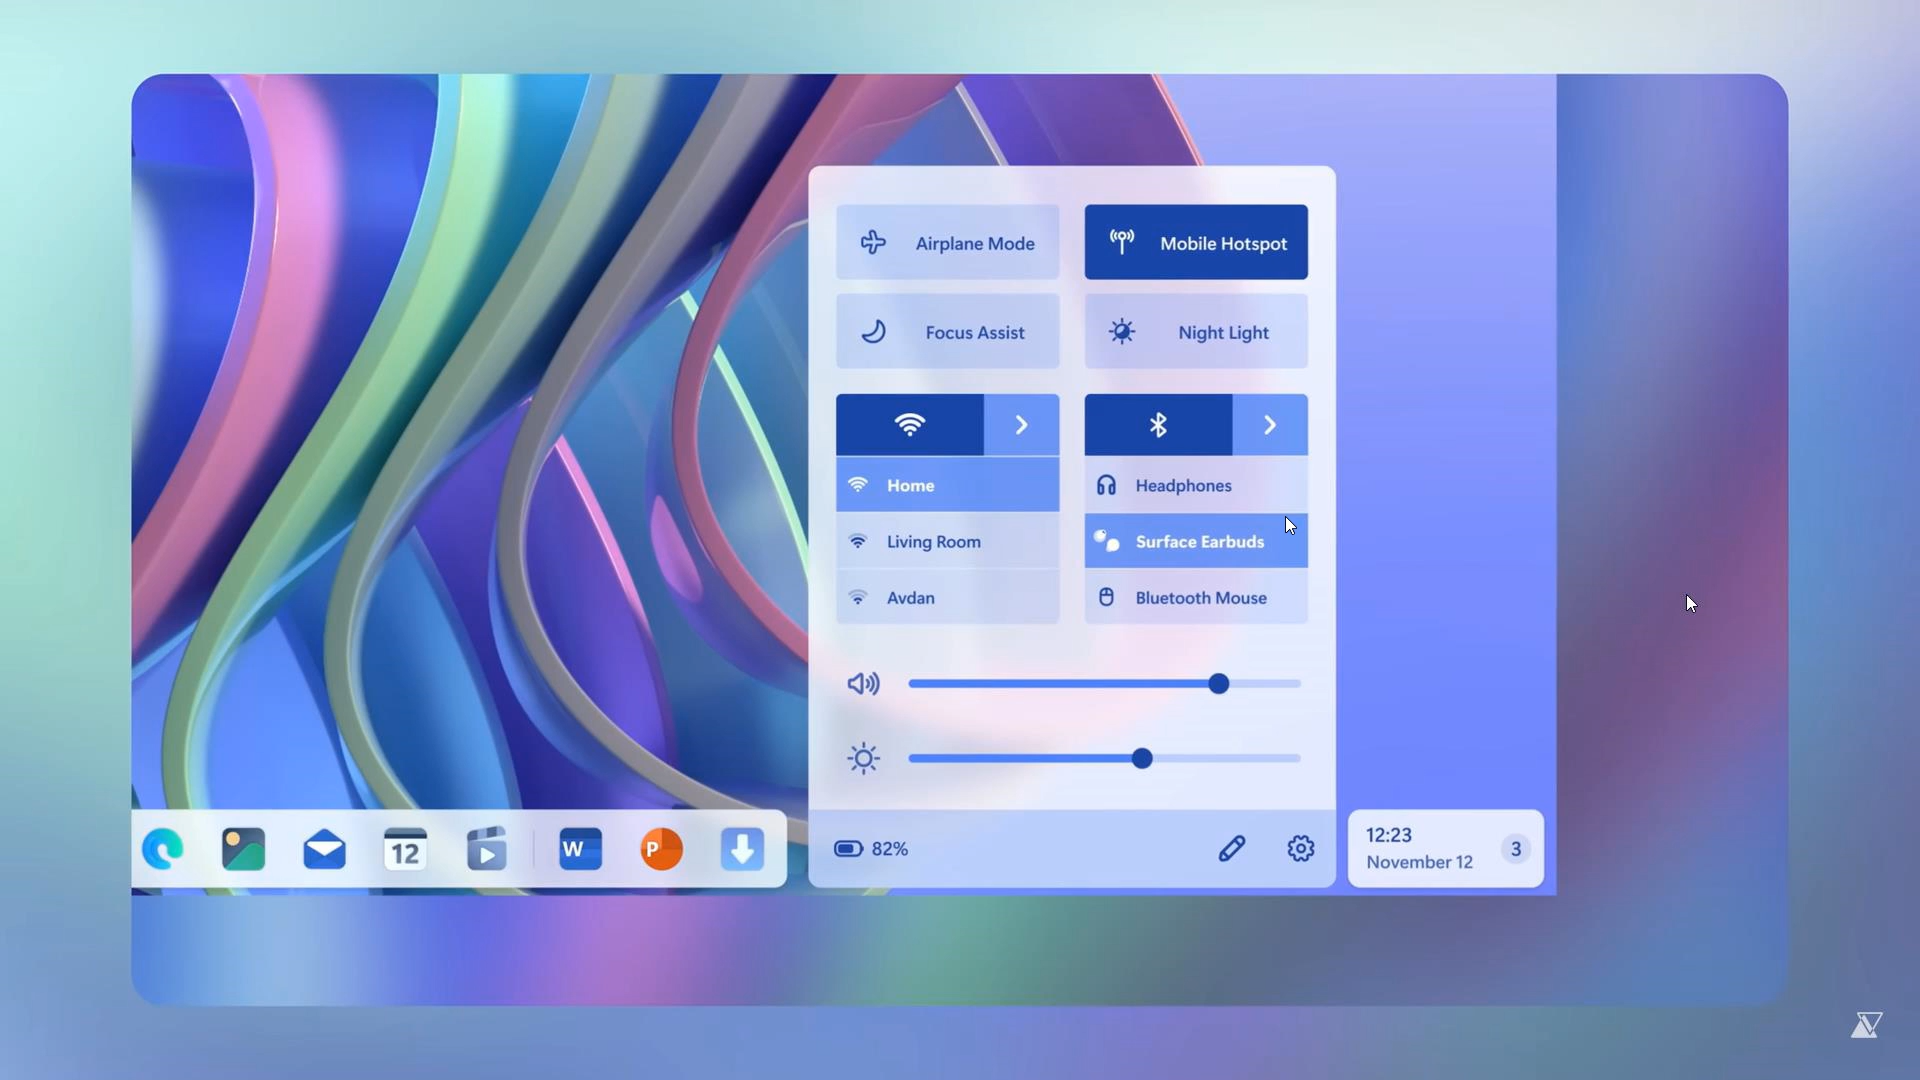 Airplane Mode
Mobile Hotspot
Focus Assist
Night Light
Home
Headphones
Living Room
Surface Earbuds
Avdan
Bluetooth Mouse
12
W
P
82%
12:23
November 12
3